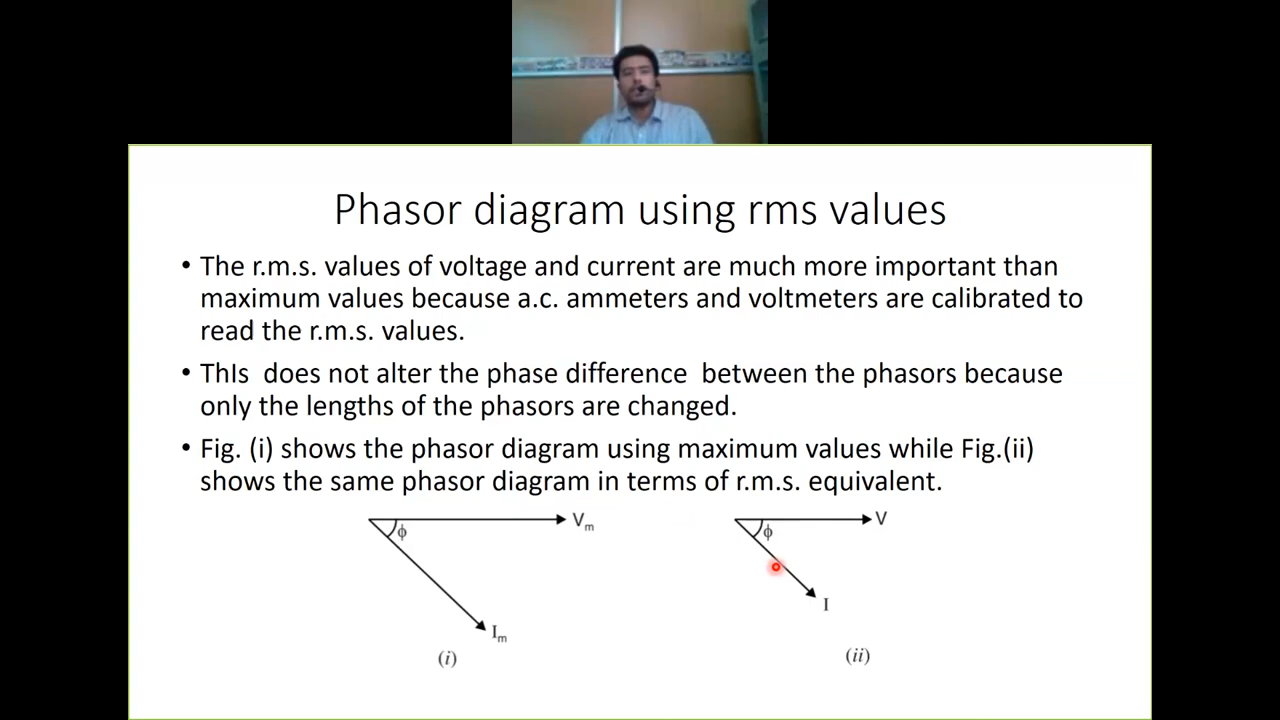 Phasor diagram using rms values
• The r.m.s. values of voltage and current are much more important than
maximum values because a.c. ammeters and voltmeters are calibrated to
read the r.m.s. values.
• ThIs does not alter the phase difference between the phasors because
only the lengths of the phasors are changed.
• Fig. (i) shows the phasor diagram using maximum values while Fig.(ii)
shows the same phasor diagram in terms of r.m.s. equivalent.
ϕ Vm
Im
(i)
ϕ V
I
(ii)